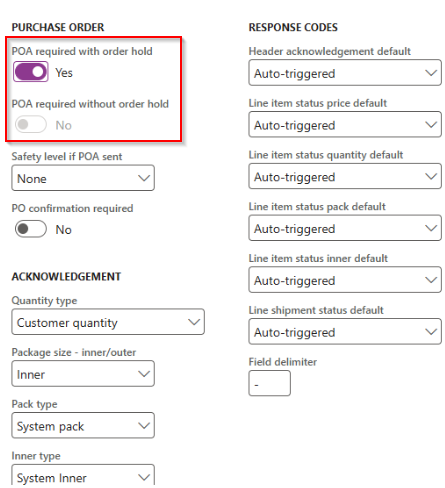 PURCHASE ORDER
POA required with order hold
Yes
POA required without order hold
No
Safety level if POA sent
None
PO confirmation required
No
ACKNOWLEDGEMENT
Quantity type
Customer quantity
Package size - inner/outer
Inner
Pack type
System pack
Inner type
System Inner
RESPONSE CODES
Header acknowledgement default
Auto-triggered
Line item status price default
Auto-triggered
Line item status quantity default
Auto-triggered
Line item status pack default
Auto-triggered
Line item status inner default
Auto-triggered
Line shipment status default
Auto-triggered
Field delimiter
-